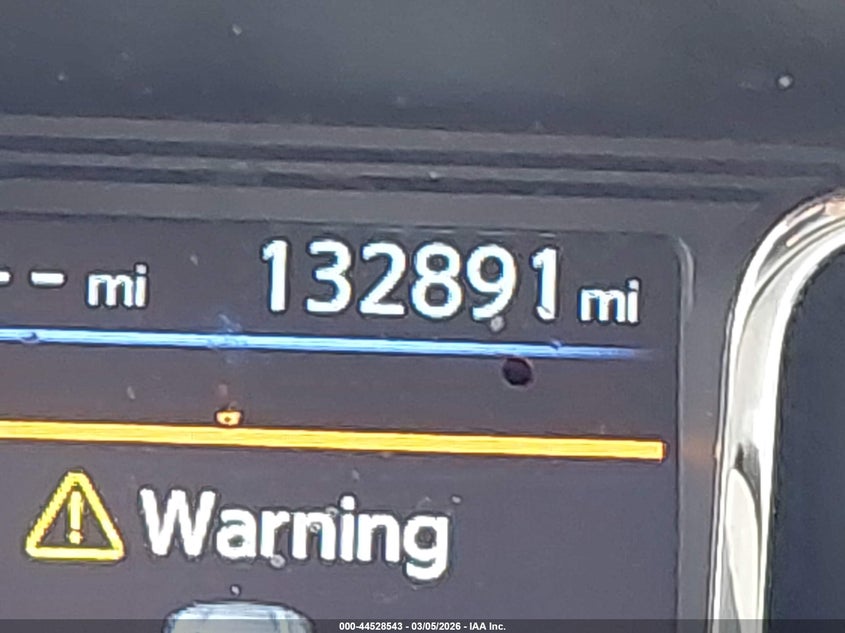 -- mi 132891 mi
Warning
000-44528543 - 03/05/2026 - IAA Inc.